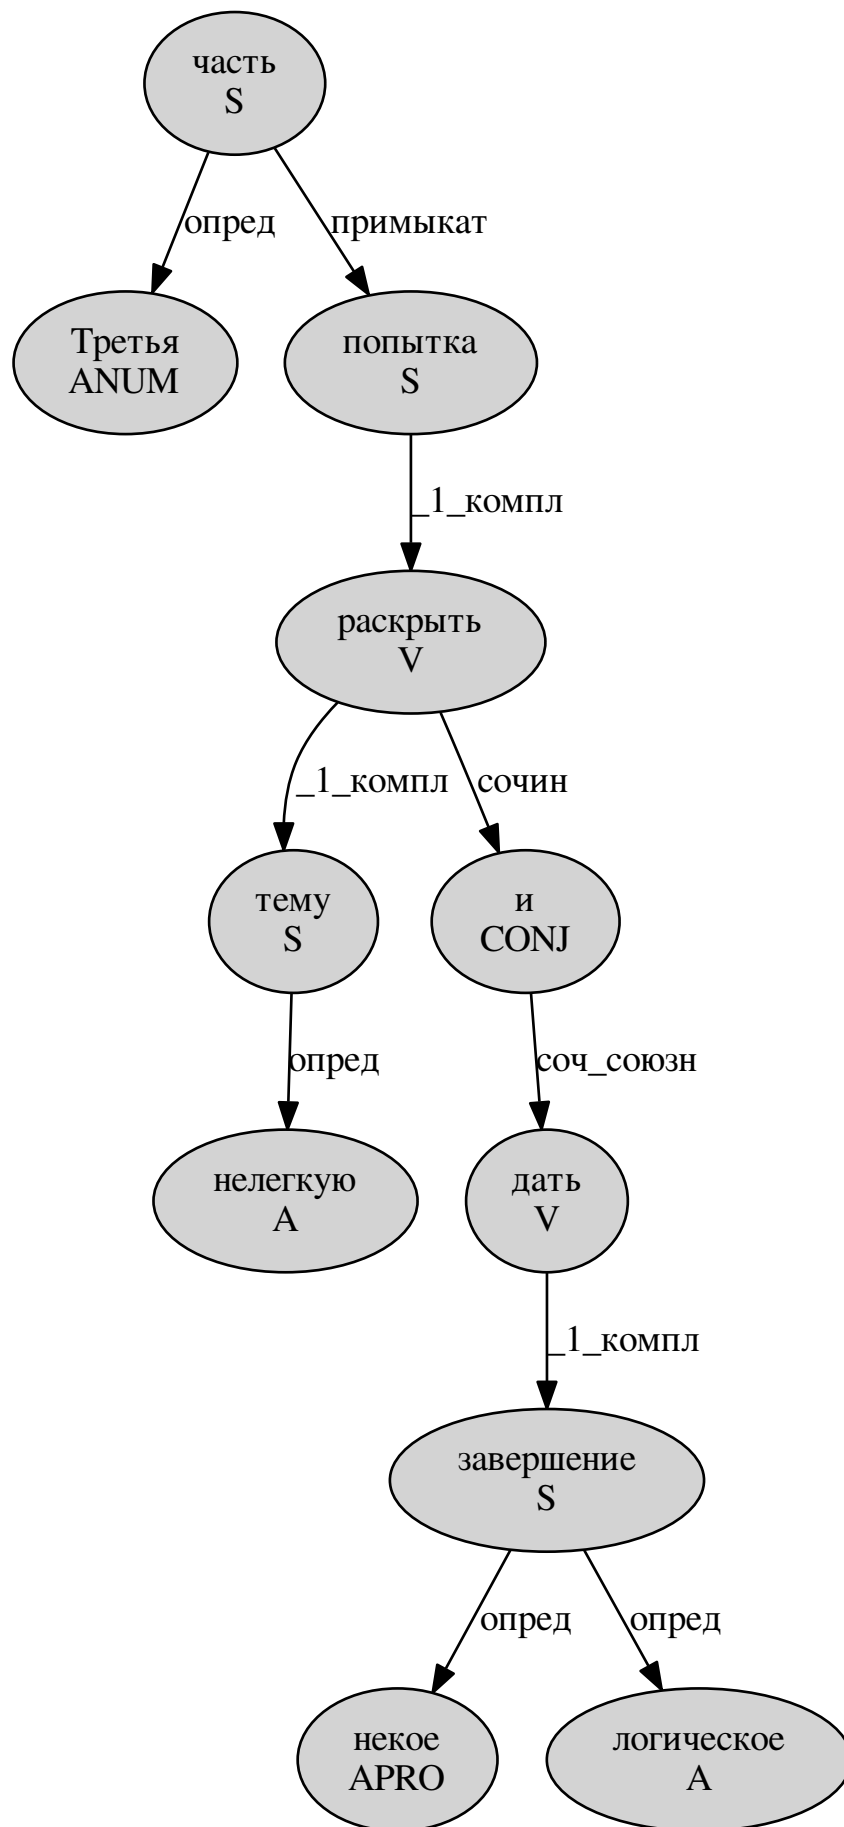 часть
S
опред
примыкат
Третья
ANUM
попытка
S
_1_компл
раскрыть
V
_1_компл
сочин
тему
S
и
CONJ
опред
соч_союзн
нелегкую
A
дать
V
_1_компл
завершение
S
опред
опред
некое
APRO
логическое
A